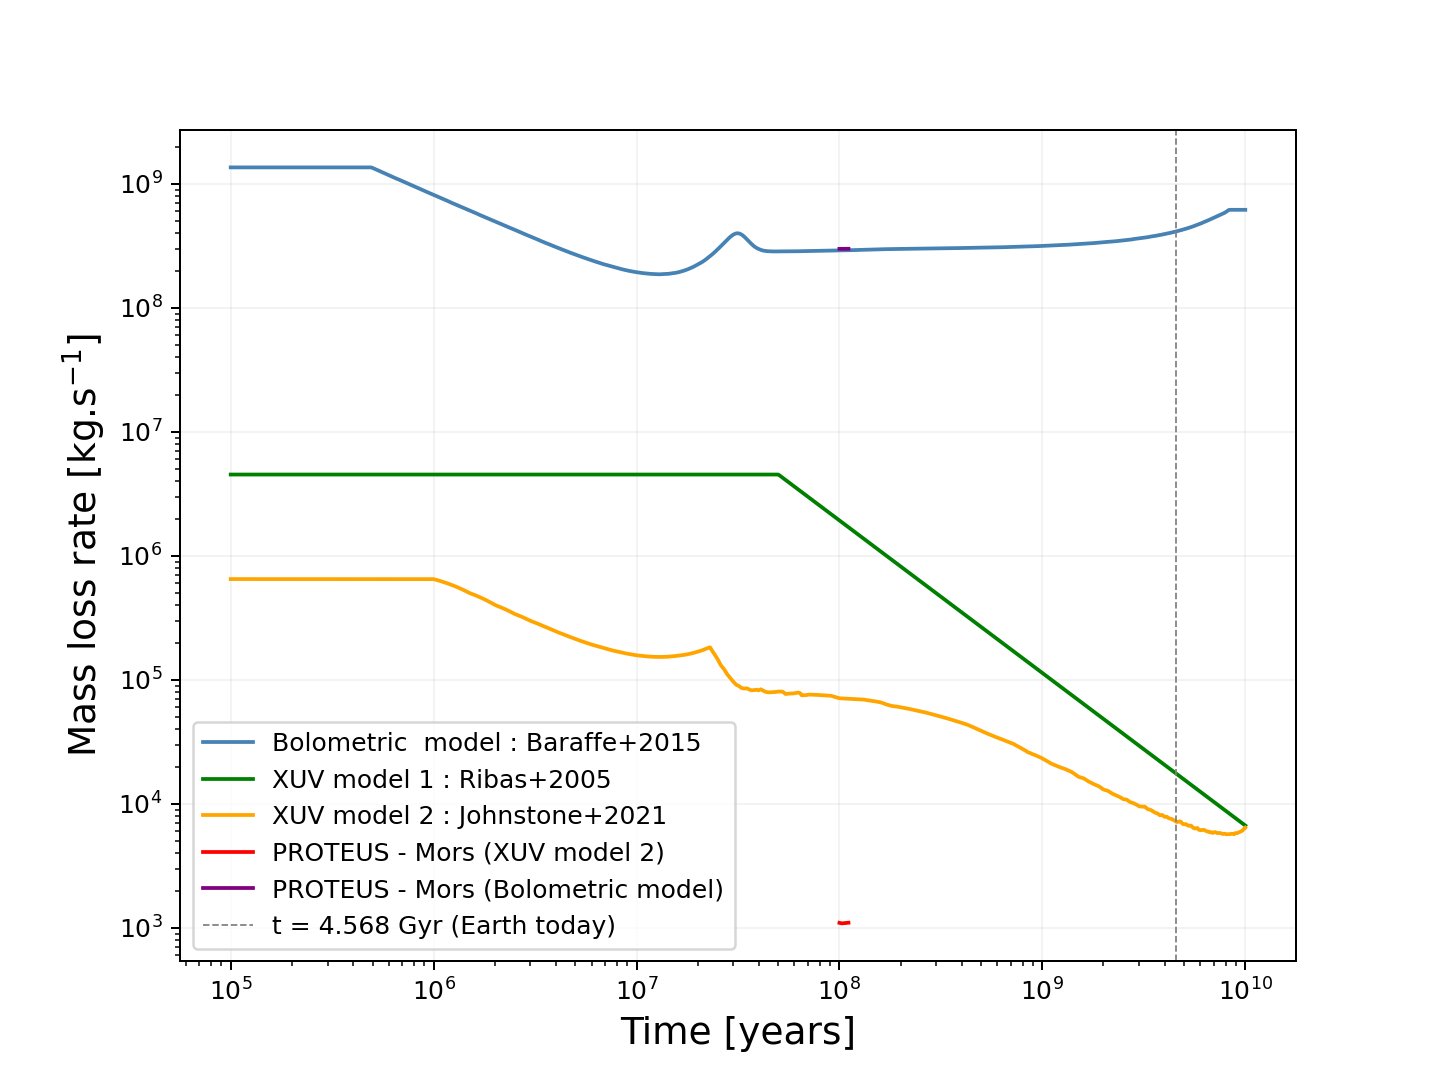 10⁹
10⁸
10⁷
10⁶
10⁵
10⁴
10³
Mass loss rate [kg.s⁻¹]
Bolometric  model : Baraffe+2015
XUV model 1 : Ribas+2005
XUV model 2 : Johnstone+2021
PROTEUS - Mors (XUV model 2)
PROTEUS - Mors (Bolometric model)
t = 4.568 Gyr (Earth today)
10⁵ 10⁶ 10⁷ 10⁸ 10⁹ 10¹⁰
Time [years]